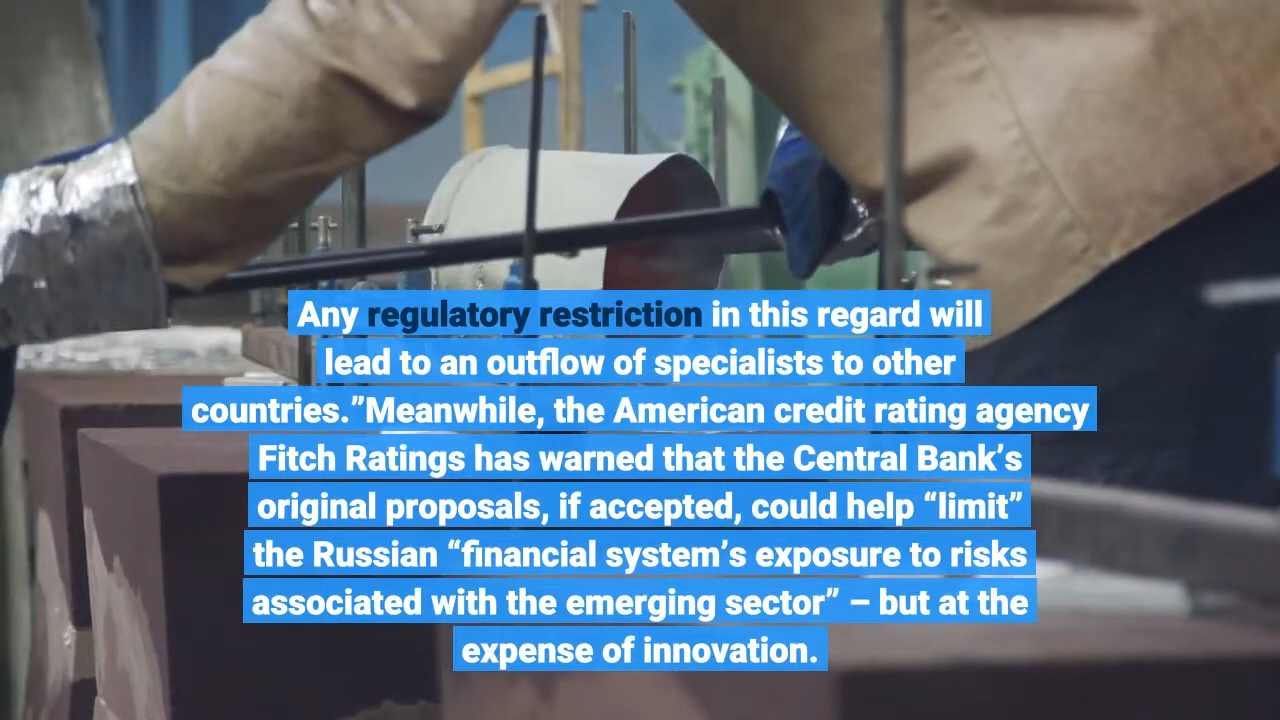 Any regulatory restriction in this regard will
lead to an outflow of specialists to other
countries.”Meanwhile, the American credit rating agency
Fitch Ratings has warned that the Central Bank’s
original proposals, if accepted, could help “limit”
the Russian “financial system’s exposure to risks
associated with the emerging sector” – but at the
expense of innovation.